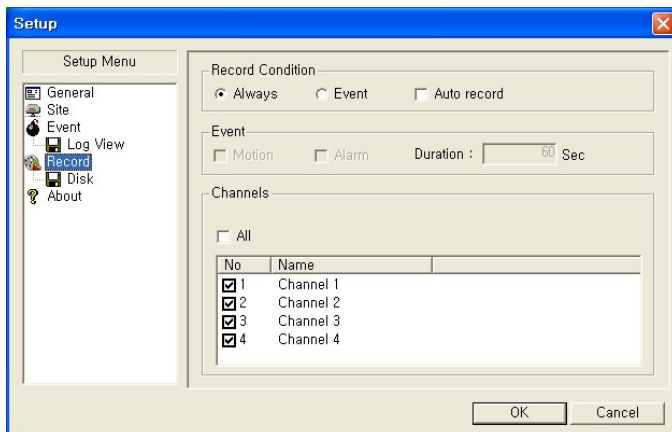 Setup
Setup Menu
General
Site
Event
Log View
Record
Disk
About
Record Condition
Always Event Auto record
Event
Motion Alarm Duration : 60 Sec
Channels
All
No Name
1 Channel 1
2 Channel 2
3 Channel 3
4 Channel 4
OK Cancel